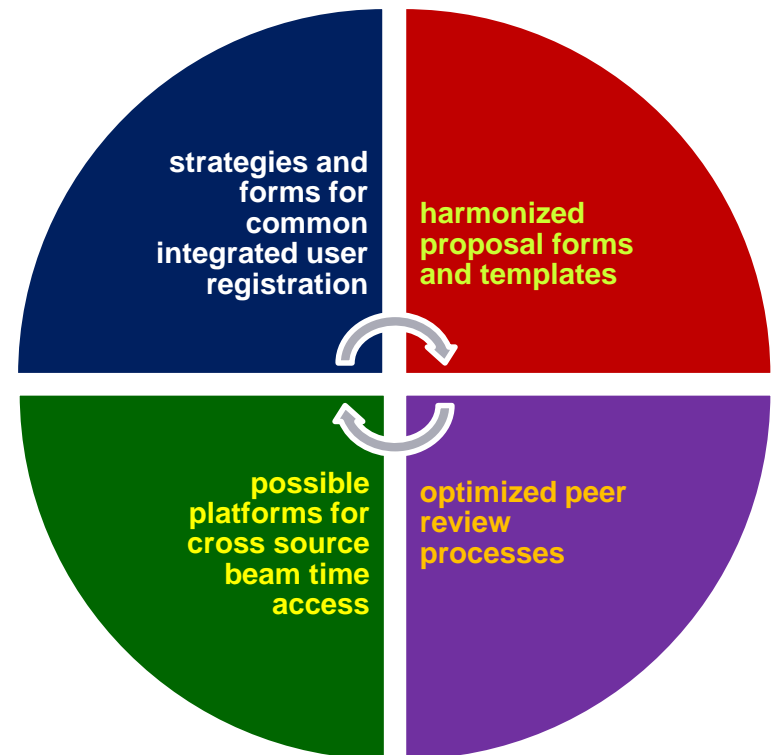 strategies and
forms for
common
integrated user
registration
harmonized
proposal forms
and templates
possible
platforms for
cross source
beam time
access
optimized peer
review
processes